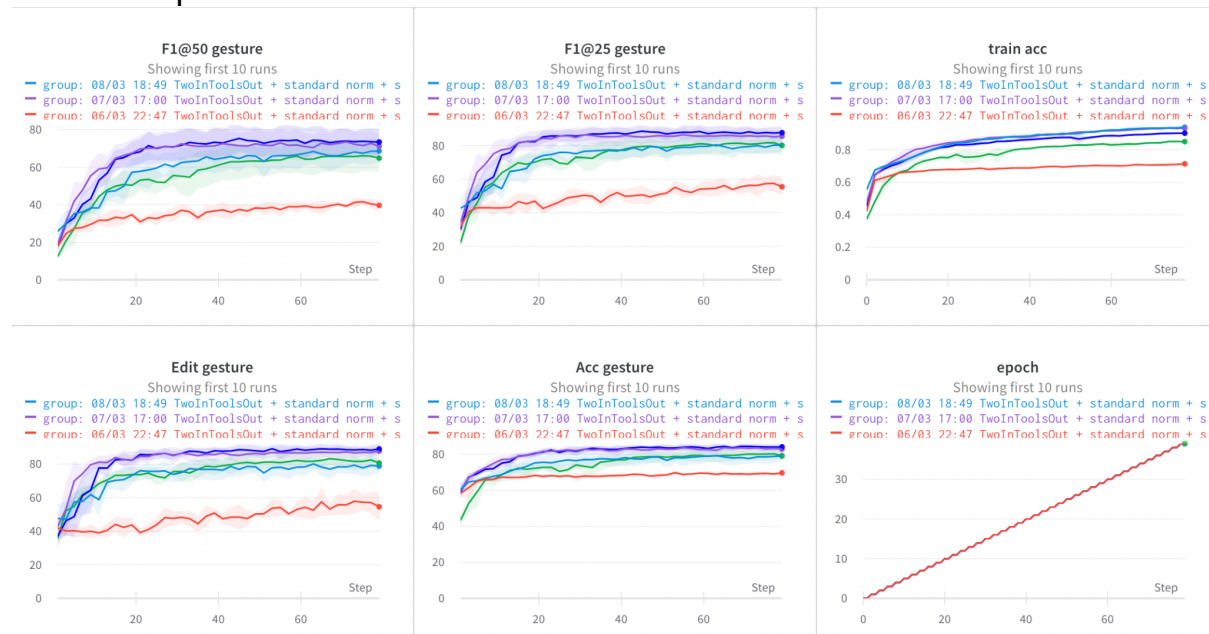 F1@50 gesture
Showing first 10 runs
group: 08/03 18:49 TwoInToolsOut + standard norm + s
group: 07/03 17:00 TwoInToolsOut + standard norm + s
group: 06/03 22:47 TwoInToolsOut + standard norm + s
80
60
40
20
0
Step
20 40 60
F1@25 gesture
Showing first 10 runs
group: 08/03 18:49 TwoInToolsOut + standard norm + s
group: 07/03 17:00 TwoInToolsOut + standard norm + s
group: 06/03 22:47 TwoInToolsOut + standard norm + s
80
60
40
20
0
Step
20 40 60
train acc
Showing first 10 runs
group: 08/03 18:49 TwoInToolsOut + standard norm + s
group: 07/03 17:00 TwoInToolsOut + standard norm + s
group: 06/03 22:47 TwoInToolsOut + standard norm + s
0.8
0.6
0.4
0.2
0
Step
0 20 40 60
Edit gesture
Showing first 10 runs
group: 08/03 18:49 TwoInToolsOut + standard norm + s
group: 07/03 17:00 TwoInToolsOut + standard norm + s
group: 06/03 22:47 TwoInToolsOut + standard norm + s
80
60
40
20
0
Step
20 40 60
Acc gesture
Showing first 10 runs
group: 08/03 18:49 TwoInToolsOut + standard norm + s
group: 07/03 17:00 TwoInToolsOut + standard norm + s
group: 06/03 22:47 TwoInToolsOut + standard norm + s
80
60
40
20
0
Step
20 40 60
epoch
Showing first 10 runs
group: 08/03 18:49 TwoInToolsOut + standard norm + s
group: 07/03 17:00 TwoInToolsOut + standard norm + s
group: 06/03 22:47 TwoInToolsOut + standard norm + s
30
20
10
0
Step
0 20 40 60